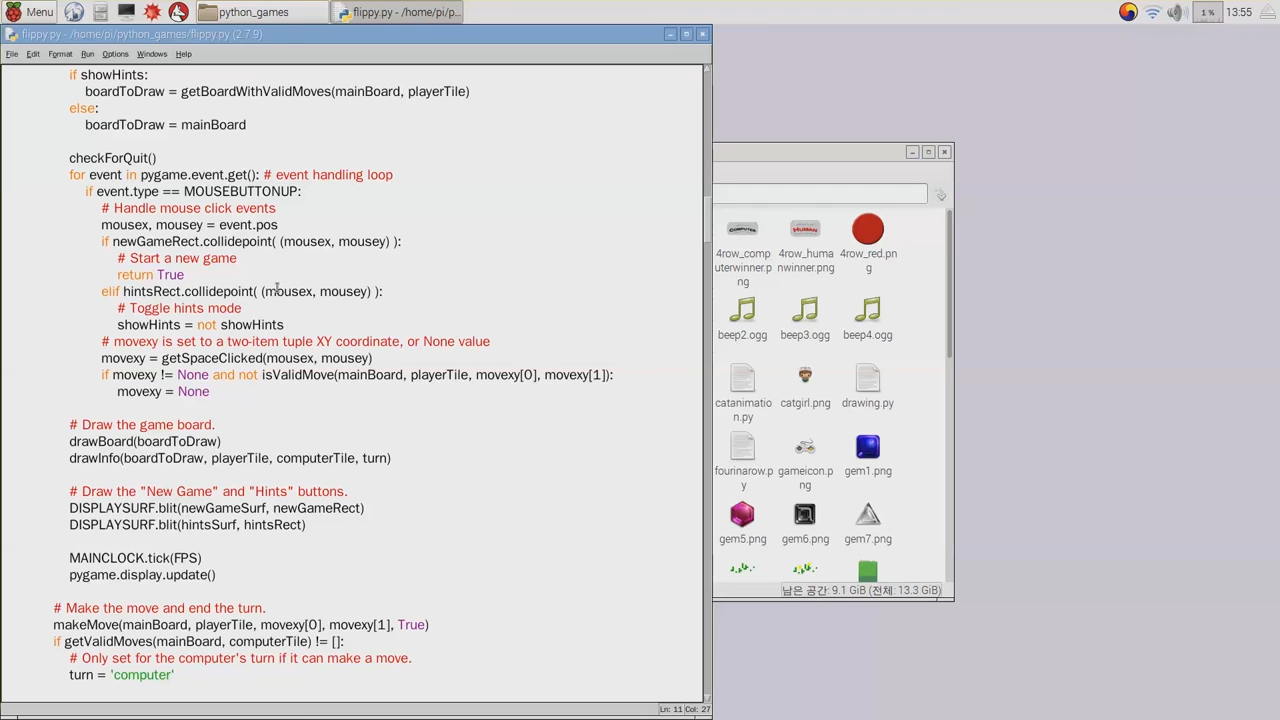 Menu
python_games
flippy.py - /home/pi/p...
1 %
13:55
flippy.py - /home/pi/python_games/flippy.py (2.7.9)
File Edit Format Run Options Windows Help
if showHints:
boardToDraw = getBoardWithValidMoves(mainBoard, playerTile)
else:
boardToDraw = mainBoard
checkForQuit()
for event in pygame.event.get(): # event handling loop
if event.type == MOUSEBUTTONUP:
# Handle mouse click events
mousex, mousey = event.pos
if newGameRect.collidepoint( (mousex, mousey) ):
# Start a new game
return True
elif hintsRect.collidepoint( (mousex, mousey) ):
# Toggle hints mode
showHints = not showHints
# movexy is set to a two-item tuple XY coordinate, or None value
movexy = getSpaceClicked(mousex, mousey)
if movexy != None and not isValidMove(mainBoard, playerTile, movexy[0], movexy[1]):
movexy = None
# Draw the game board.
drawBoard(boardToDraw)
drawInfo(boardToDraw, playerTile, computerTile, turn)
# Draw the "New Game" and "Hints" buttons.
DISPLAYSURF.blit(newGameSurf, newGameRect)
DISPLAYSURF.blit(hintsSurf, hintsRect)
MAINCLOCK.tick(FPS)
pygame.display.update()
# Make the move and end the turn.
makeMove(mainBoard, playerTile, movexy[0], movexy[1], True)
if getValidMoves(mainBoard, computerTile) != []:
# Only set for the computer's turn if it can make a move.
turn = 'computer'
Ln: 11 Col: 27
COMPUTER
HUMAN
4row_compu
terwinner.p
ng
4row_huma
nwinner.png
4row_red.pn
g
beep2.ogg
beep3.ogg
beep4.ogg
catanimatio
n.py
catgirl.png
drawing.py
fourinarow.p
y
gameicon.p
ng
gem1.png
gem5.png
gem6.png
gem7.png
남은 공간: 9.1 GiB (전체: 13.3 GiB)